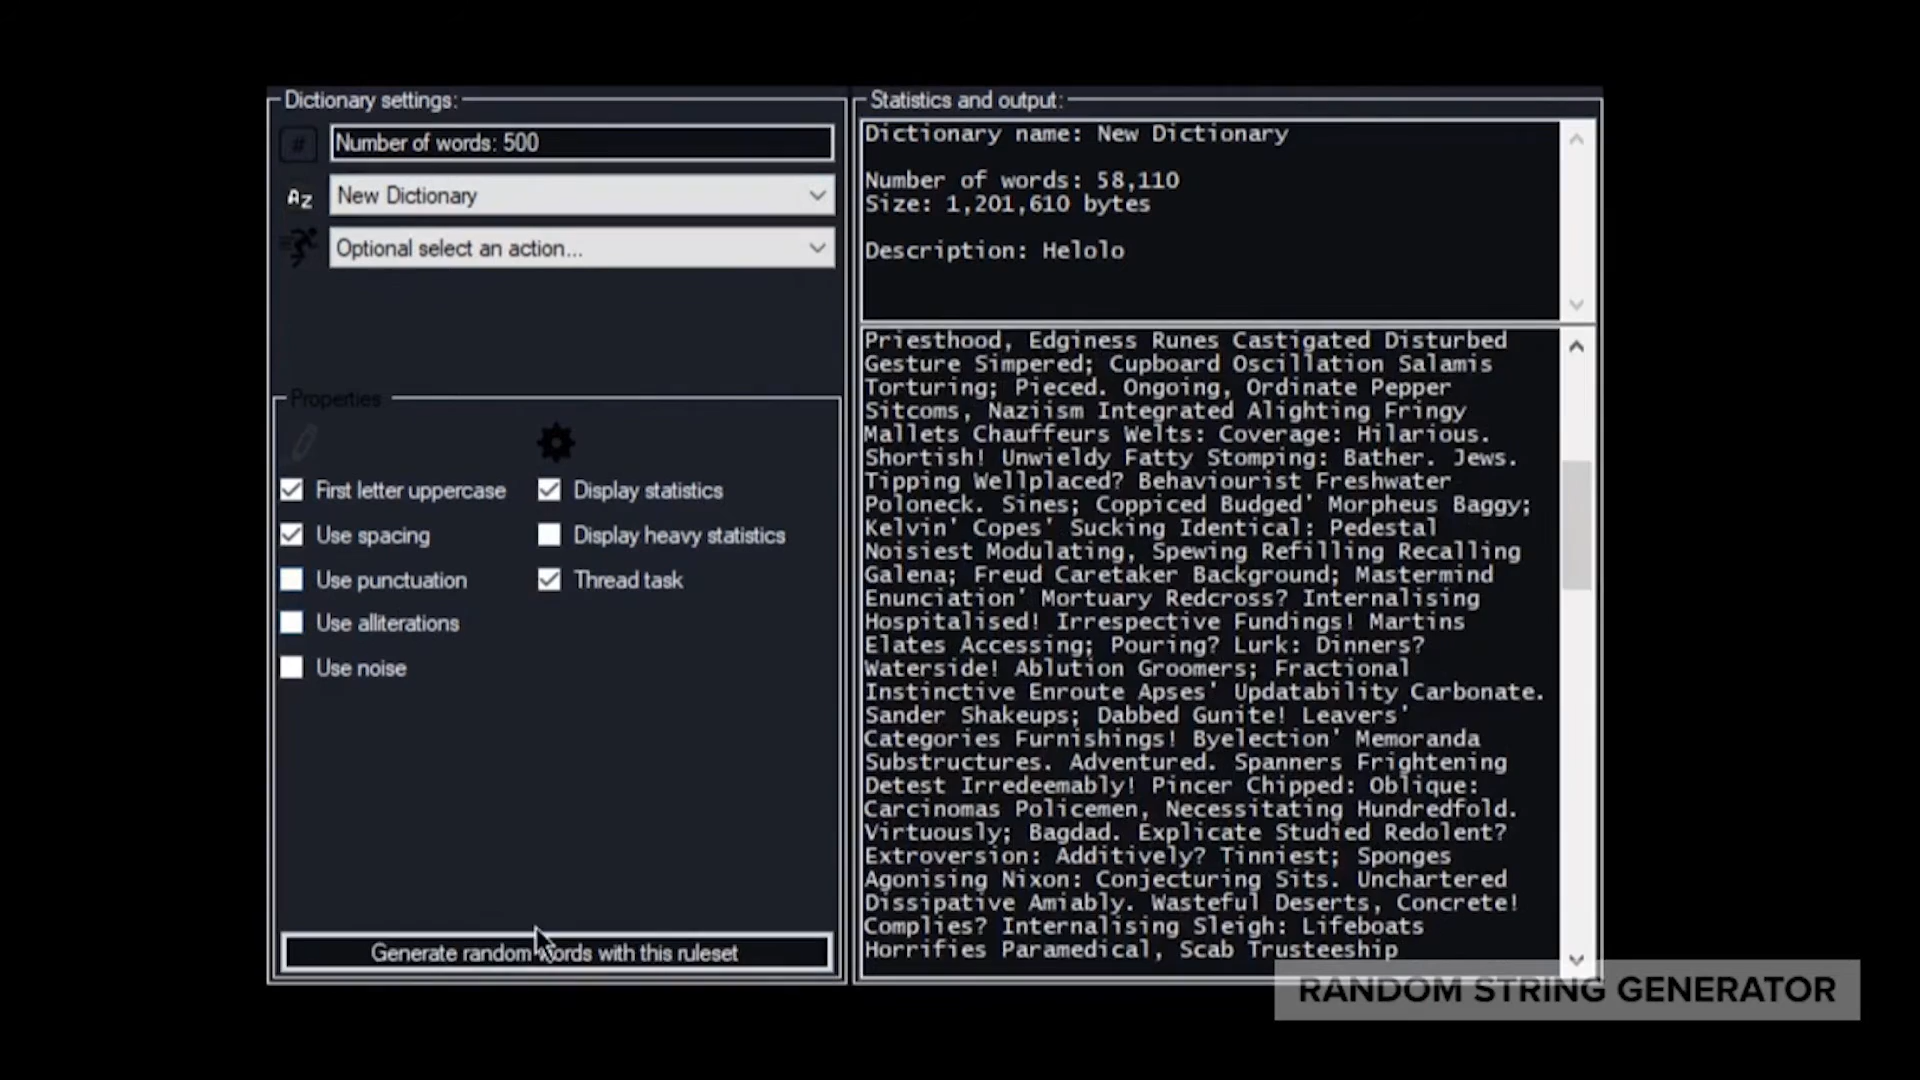 Dictionary settings:
#
Number of words: 500
AZ
New Dictionary
Optional select an action...
Properties
First letter uppercase
Use spacing
Use punctuation
Use alliterations
Use noise
Display statistics
Display heavy statistics
Thread task
Generate random words with this ruleset
Statistics and output:
Dictionary name: New Dictionary
Number of words: 58,110
Size: 1,201,610 bytes
Description: Helolo
Priesthood, Edginess Runes Castigated Disturbed
Gesture Simpered; Cupboard Oscillation Salamis
Torturing; Pieced. Ongoing, Ordinate Pepper
Sitcoms, Naziism Integrated Alighting Fringy
Mallets Chauffeurs Welts: Coverage: Hilarious.
Shortish! Unwieldy Fatty Stomping: Bather. Jews.
Tipping Wellplaced? Behaviourist Freshwater
Poloneck. Sines; Coppiced Budged' Morpheus Baggy;
Kelvin' Copes' Sucking Identical: Pedestal
Noisiest Modulating, Spewing Refilling Recalling
Galena; Freud Caretaker Background; Mastermind
Enunciation' Mortuary Redcross? Internalising
Hospitalised! Irrespective Fundings! Martins
Elates Accessing; Pouring? Lurk: Dinners?
Waterside! Ablution Groomers; Fractional
Instinctive Enroute Apses' Updatability Carbonate.
Sander Shakeups; Dabbed Gunite! Leavers'
Categories Furnishings! Byelection' Memoranda
Substructures. Adventured. Spanners Frightening
Detest Irredeemably! Pincer Chipped: Oblique:
Carcinomas Policemen, Necessitating Hundredfold.
Virtuously; Bagdad. Explicate Studied Redolent?
Extroversion: Additively? Tinniest; Sponges
Agonising Nixon: Conjecturing Sits. Unchartered
Dissipative Amiably. Wasteful Deserts, Concrete!
Complies? Internalising Sleigh: Lifeboats
Horrifies Paramedical, Scab Trusteeship
RANDOM STRING GENERATOR